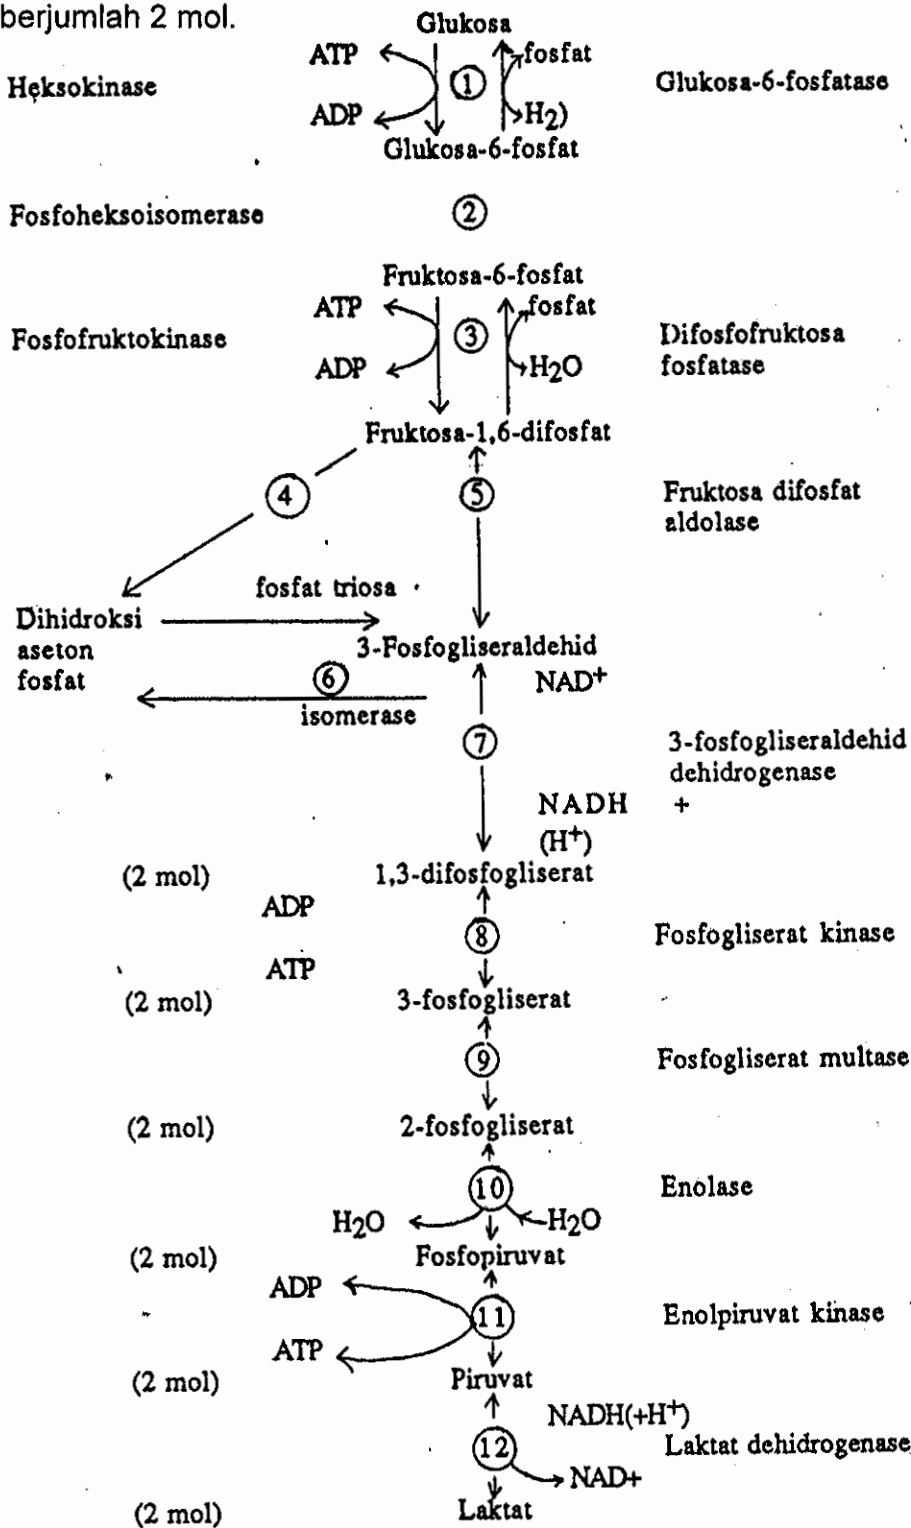 berjumlah 2 mol.
Glukosa
ATP
fosfat
Heksokinase
1
Glukosa-6-fosfatase
ADP
H2)
Glukosa-6-fosfat
Fosfoheksoisomerase
2
Fruktosa-6-fosfat
ATP
fosfat
Fosfofruktokinase
3
Difosfofruktosa
fosfatase
ADP
H2O
Fruktosa-1,6-difosfat
4
5
Fruktosa difosfat
aldolase
fosfat triosa
Dihidroksi
aseton
fosfat
3-Fosfogliseraldehid
6
isomerase
NAD+
7
3-fosfogliseraldehid
dehidrogenase
NADH +
(H+)
(2 mol) 1,3-difosfogliserat
ADP
8
Fosfogliserat kinase
ATP
(2 mol) 3-fosfogliserat
9
Fosfogliserat multase
(2 mol) 2-fosfogliserat
10
Enolase
H2O
H2O
(2 mol) Fosfopiruvat
ADP
11
Enolpiruvat kinase
ATP
(2 mol) Piruvat
NADH(+H+)
12
Laktat dehidrogenase
NAD+
(2 mol) Laktat